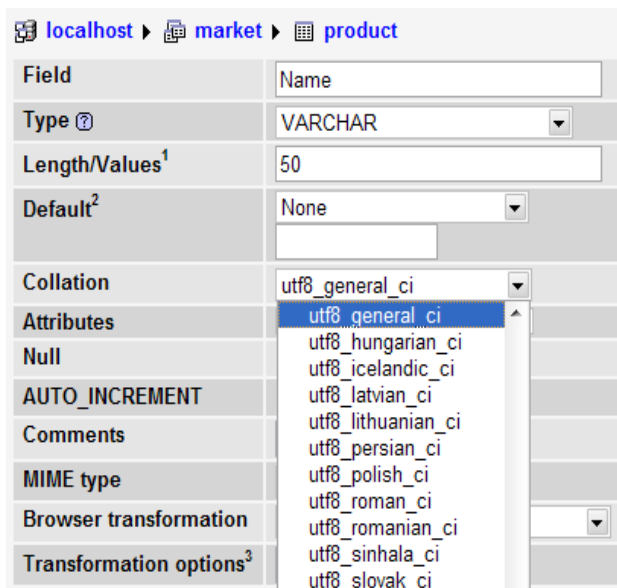 localhost ▸ market ▸ product
Field Name
Type VARCHAR
Length/Values1 50
Default2 None
Collation utf8_general_ci
utf8_general_ci
Attributes
utf8_hungarian_ci
Null
utf8_icelandic_ci
AUTO_INCREMENT
utf8_latvian_ci
utf8_lithuanian_ci
Comments
utf8_persian_ci
MIME type
utf8_polish_ci
utf8_roman_ci
Browser transformation
utf8_romanian_ci
utf8_sinhala_ci
Transformation options3
utf8_slovak_ci